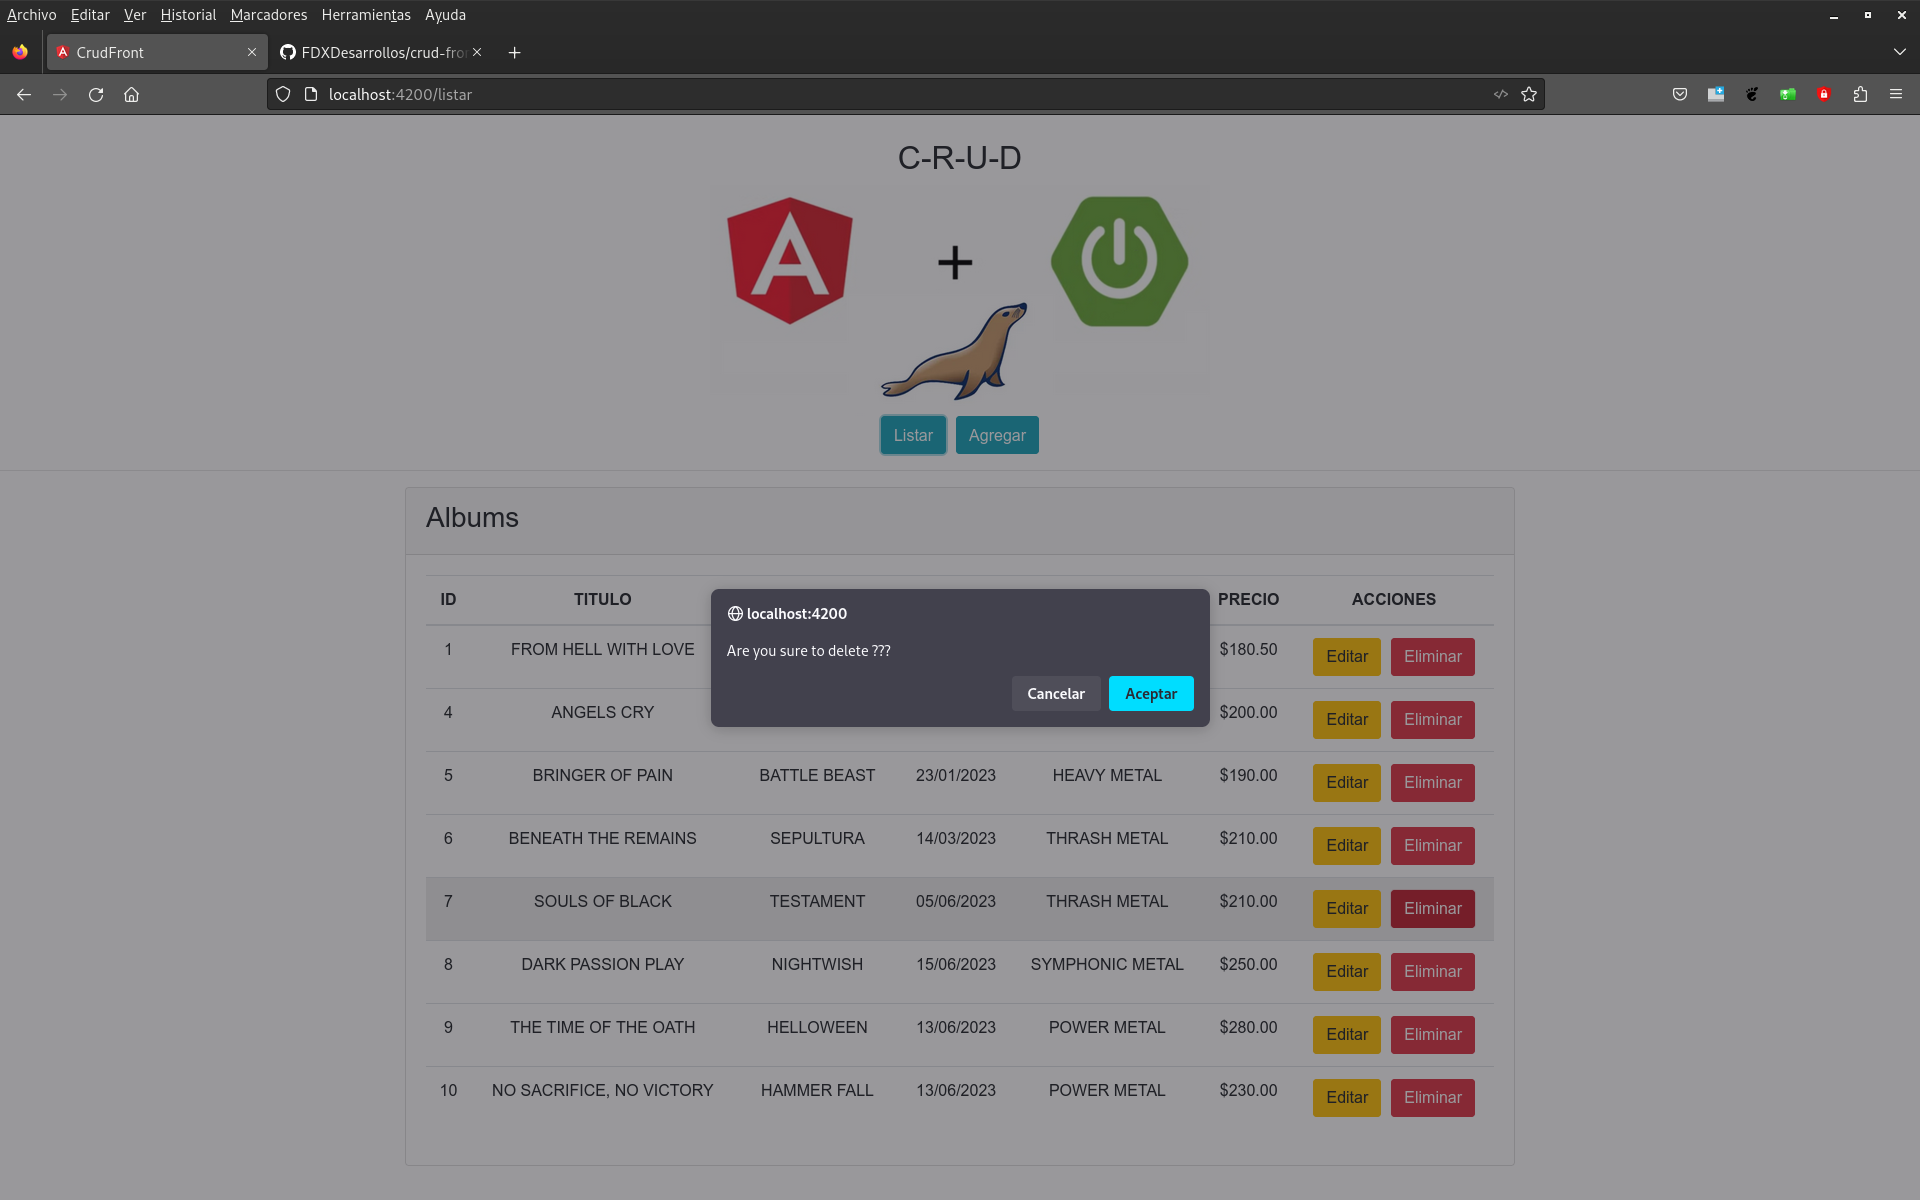 Archivo Editar Ver Historial Marcadores Herramientas Ayuda
CrudFront
FDXDesarrollos/crud-fro
localhost:4200/listar
C-R-U-D
A
Listar Agregar
Albums
ID TITULO PRECIO ACCIONES
1 FROM HELL WITH LOVE $180.50 Editar Eliminar
4 ANGELS CRY $200.00 Editar Eliminar
localhost:4200
Are you sure to delete ???
Cancelar Aceptar
5 BRINGER OF PAIN BATTLE BEAST 23/01/2023 HEAVY METAL $190.00 Editar Eliminar
6 BENEATH THE REMAINS SEPULTURA 14/03/2023 THRASH METAL $210.00 Editar Eliminar
7 SOULS OF BLACK TESTAMENT 05/06/2023 THRASH METAL $210.00 Editar Eliminar
8 DARK PASSION PLAY NIGHTWISH 15/06/2023 SYMPHONIC METAL $250.00 Editar Eliminar
9 THE TIME OF THE OATH HELLOWEEN 13/06/2023 POWER METAL $280.00 Editar Eliminar
10 NO SACRIFICE, NO VICTORY HAMMER FALL 13/06/2023 POWER METAL $230.00 Editar Eliminar